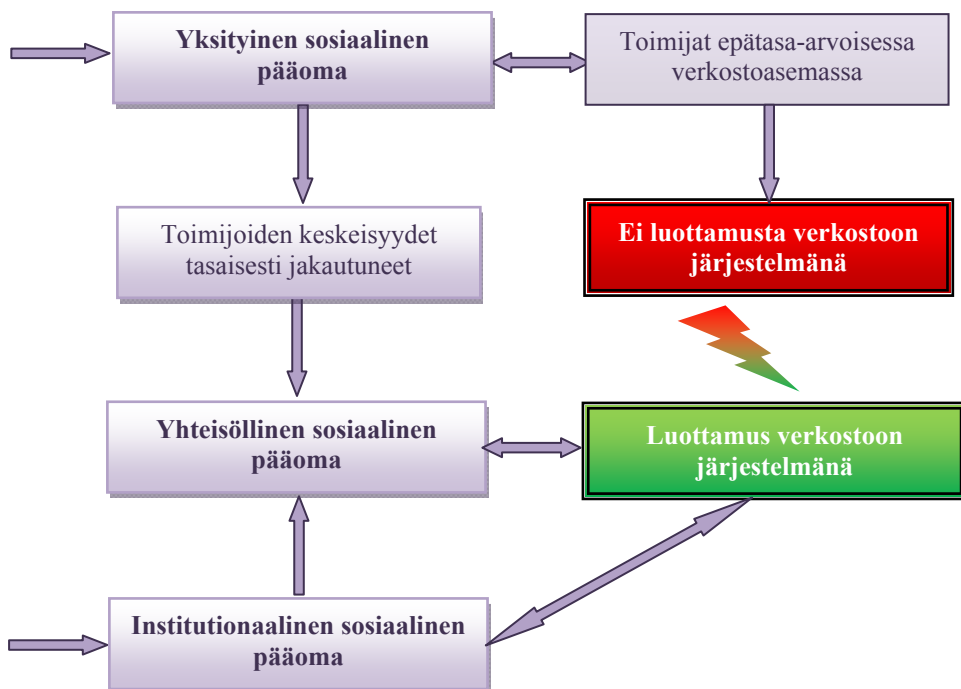 Yksityinen sosiaalinen
pääoma
Toimijat epätasa-arvoisessa
verkostoasemassa
Toimijoiden keskeisyydet
tasaisesti jakautuneet
Ei luottamusta verkostoon
järjestelmänä
Yhteisöllinen sosiaalinen
pääoma
Luottamus verkostoon
järjestelmänä
Institutionaalinen sosiaalinen
pääoma